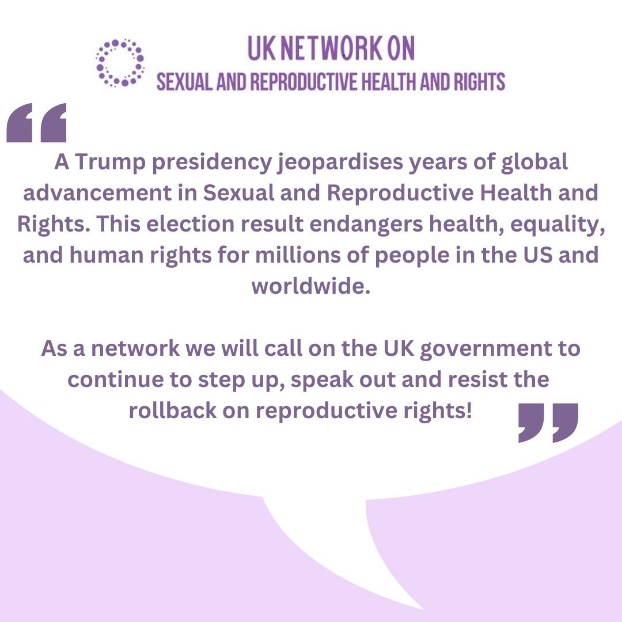 UK NETWORK ON
SEXUAL AND REPRODUCTIVE HEALTH AND RIGHTS
“
A Trump presidency jeopardises years of global
advancement in Sexual and Reproductive Health and
Rights. This election result endangers health, equality,
and human rights for millions of people in the US and
worldwide.
As a network we will call on the UK government to
continue to step up, speak out and resist the
rollback on reproductive rights!
”